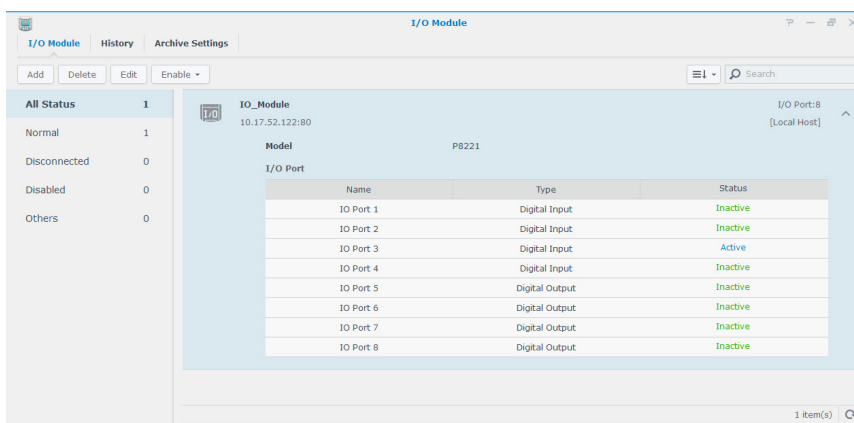 I/O Module
I/O Module History Archive Settings
Add Delete Edit Enable Search
All Status 1
Normal 1
Disconnected 0
Disabled 0
Others 0
I/O
IO_Module I/O Port:8
10.17.52.122:80 [Local Host]
Model P8221
I/O Port
Name Type Status
IO Port 1 Digital Input Inactive
IO Port 2 Digital Input Inactive
IO Port 3 Digital Input Active
IO Port 4 Digital Input Inactive
IO Port 5 Digital Output Inactive
IO Port 6 Digital Output Inactive
IO Port 7 Digital Output Inactive
IO Port 8 Digital Output Inactive
1 item(s)